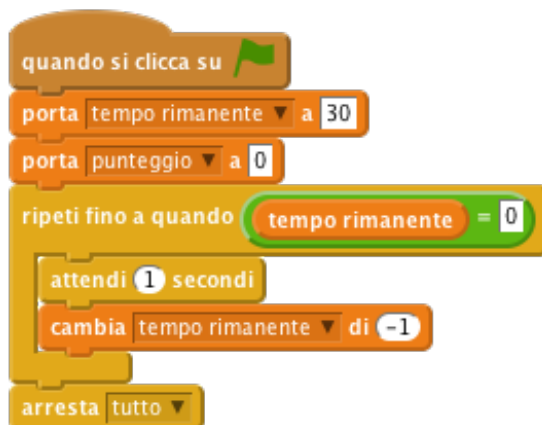 quando si clicca su
porta tempo rimanente a 30
porta punteggio a 0
ripeti fino a quando tempo rimanente = 0
attendi 1 secondi
cambia tempo rimanente di -1
arresta tutto